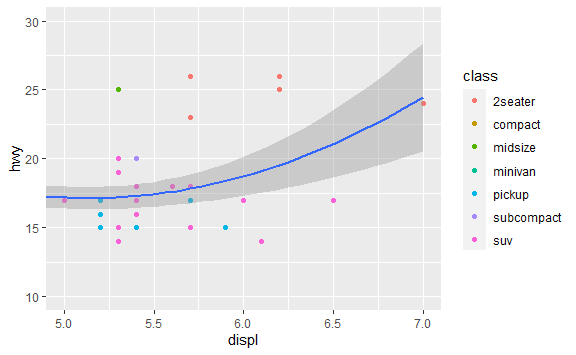 30
25
20
15
10
hwy
5.0 5.5 6.0 6.5 7.0
displ
class
2seater
compact
midsize
minivan
pickup
subcompact
suv